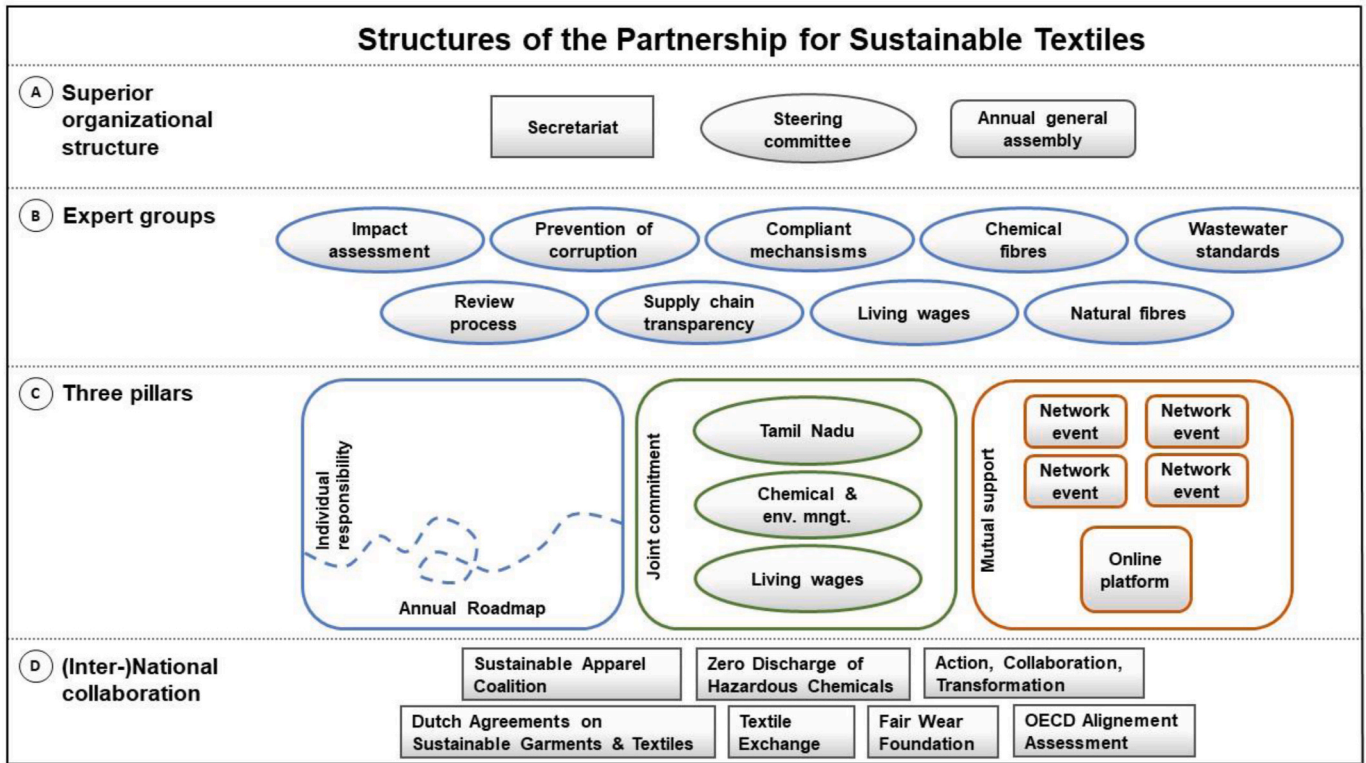 Structures of the Partnership for Sustainable Textiles
A
Superior
organizational
structure
Secretariat
Steering
committee
Annual general
assembly
B
Expert groups
Impact
assessment
Prevention of
corruption
Compliant
mechansisms
Chemical
fibres
Wastewater
standards
Review
process
Supply chain
transparency
Living wages
Natural fibres
C
Three pillars
Individual
responsibility
Annual Roadmap
Joint commitment
Tamil Nadu
Chemical &
env. mngt.
Living wages
Mutual support
Network
event
Network
event
Network
event
Network
event
Online
platform
D
(Inter-)National
collaboration
Sustainable Apparel
Coalition
Zero Discharge of
Hazardous Chemicals
Action, Collaboration,
Transformation
Dutch Agreements on
Sustainable Garments & Textiles
Textile
Exchange
Fair Wear
Foundation
OECD Alignement
Assessment